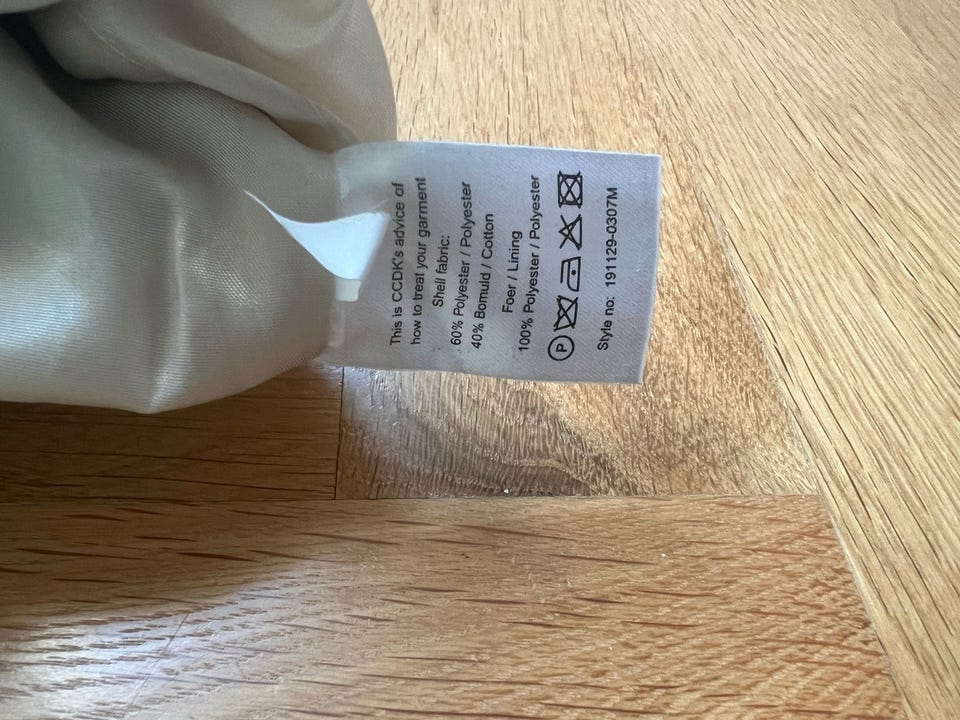 This is CCDK's advice of
how to treat your garment
Shell fabric:
60% Polyester / Polyester
40% Bomuld / Cotton
Foer / Lining
100% Polyester / Polyester
P
Style no: 191129-0307M